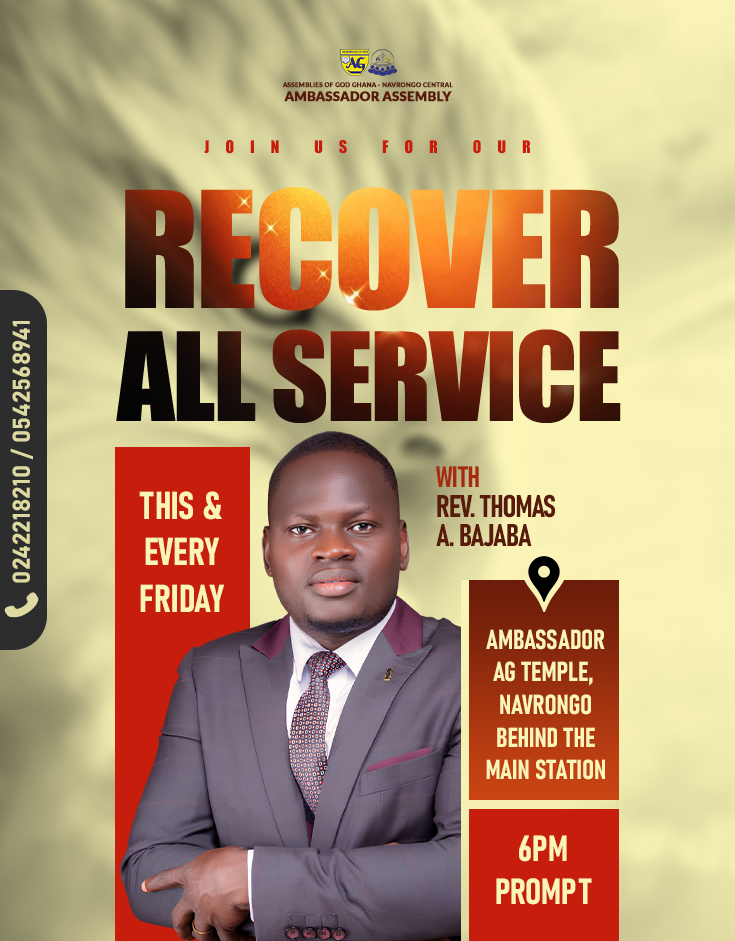 ASSEMBLIES OF GOD GHANA - NAVRONGO CENTRAL
AMBASSADOR ASSEMBLY
JOIN US FOR OUR
RECOVER
ALL SERVICE
THIS &
EVERY
FRIDAY
WITH
REV. THOMAS
A. BAJABA
AMBASSADOR
AG TEMPLE,
NAVRONGO
BEHIND THE
MAIN STATION
6PM
PROMPT
0242218210 / 0542568941